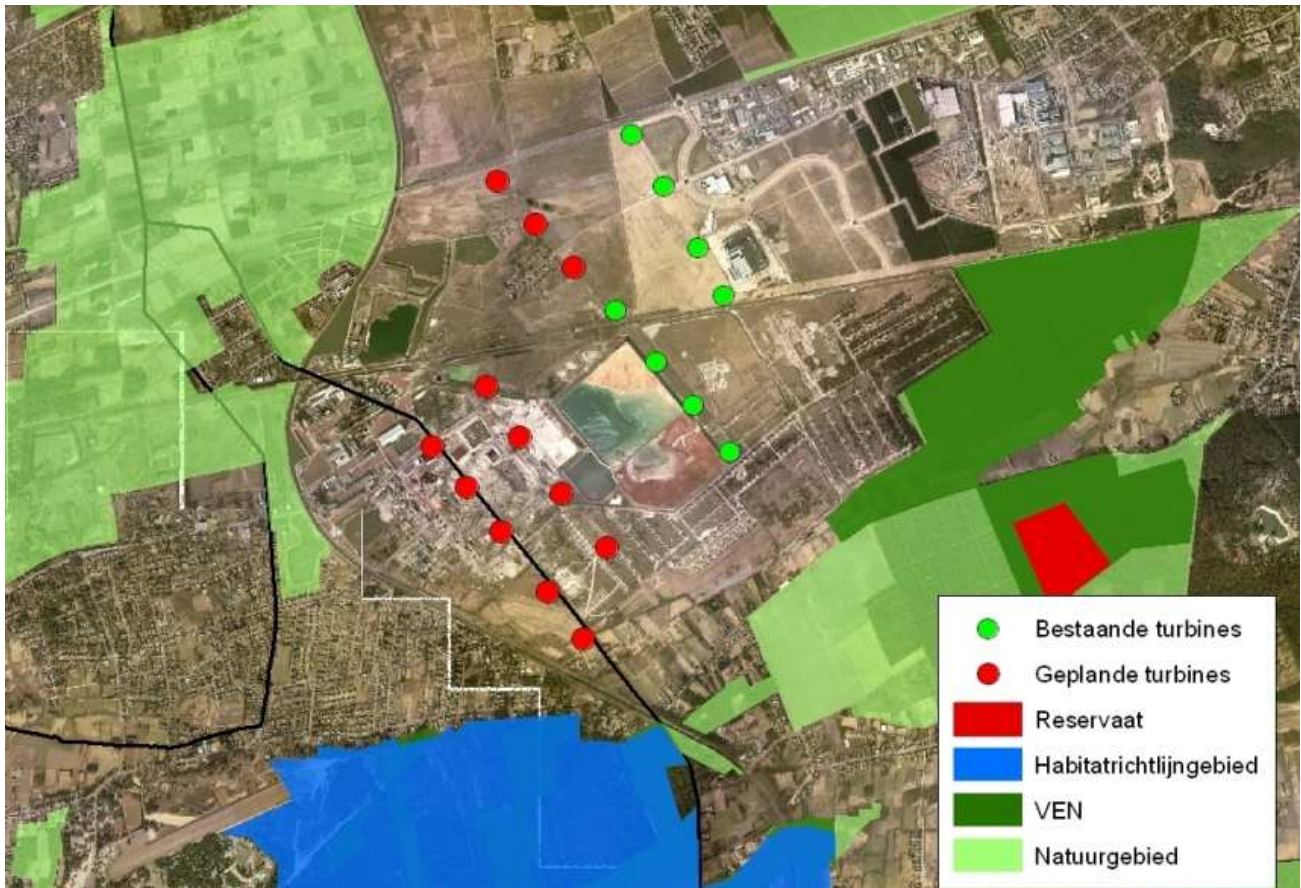 Bestaande turbines
Geplande turbines
Reservaat
Habitatrichtlijngebied
VEN
Natuurgebied